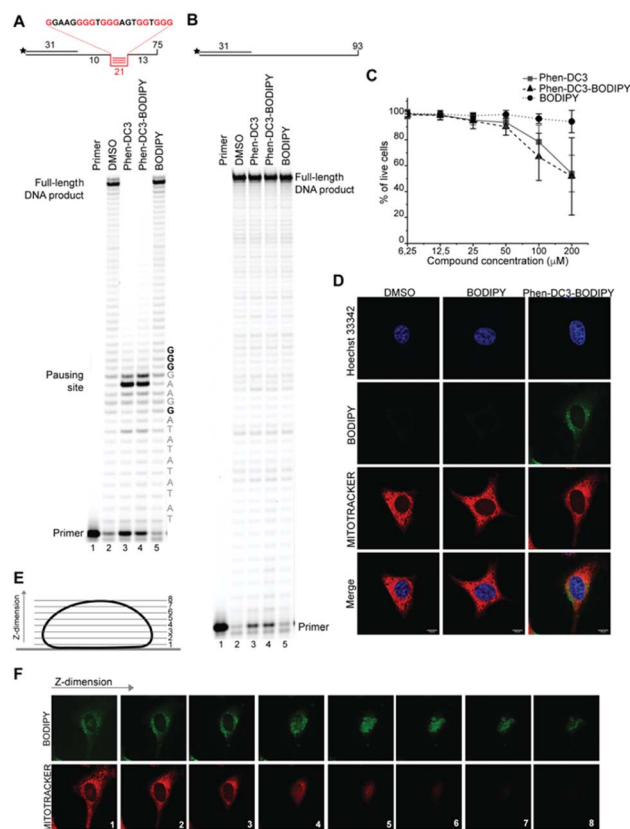 A
GGAAGGGGTGGGAGTGGTGGG
31
75
10
13
21
Primer
DMSO
Phen-DC3
Phen-DC3-BODIPY
BODIPY
Full-length
DNA product
Pausing
site
G
G
G
G
A
A
G
G
A
T
A
T
A
T
A
T
Primer
1 2 3 4 5
B
31
93
Primer
DMSO
Phen-DC3
Phen-DC3-BODIPY
BODIPY
Full-length
DNA product
Primer
1 2 3 4 5
C
Phen-DC3
Phen-DC3-BODIPY
BODIPY
% of live cells
100
80
60
40
20
0
6,25 12,5 25 50 100 200
Compound concentration (μM)
D
DMSO BODIPY Phen-DC3-BODIPY
Hoechst 33342
BODIPY
MITOTRACKER
Merge
E
Z-dimension
8
7
6
5
4
3
2
1
F
Z-dimension
BODIPY
MITOTRACKER
1 2 3 4 5 6 7 8